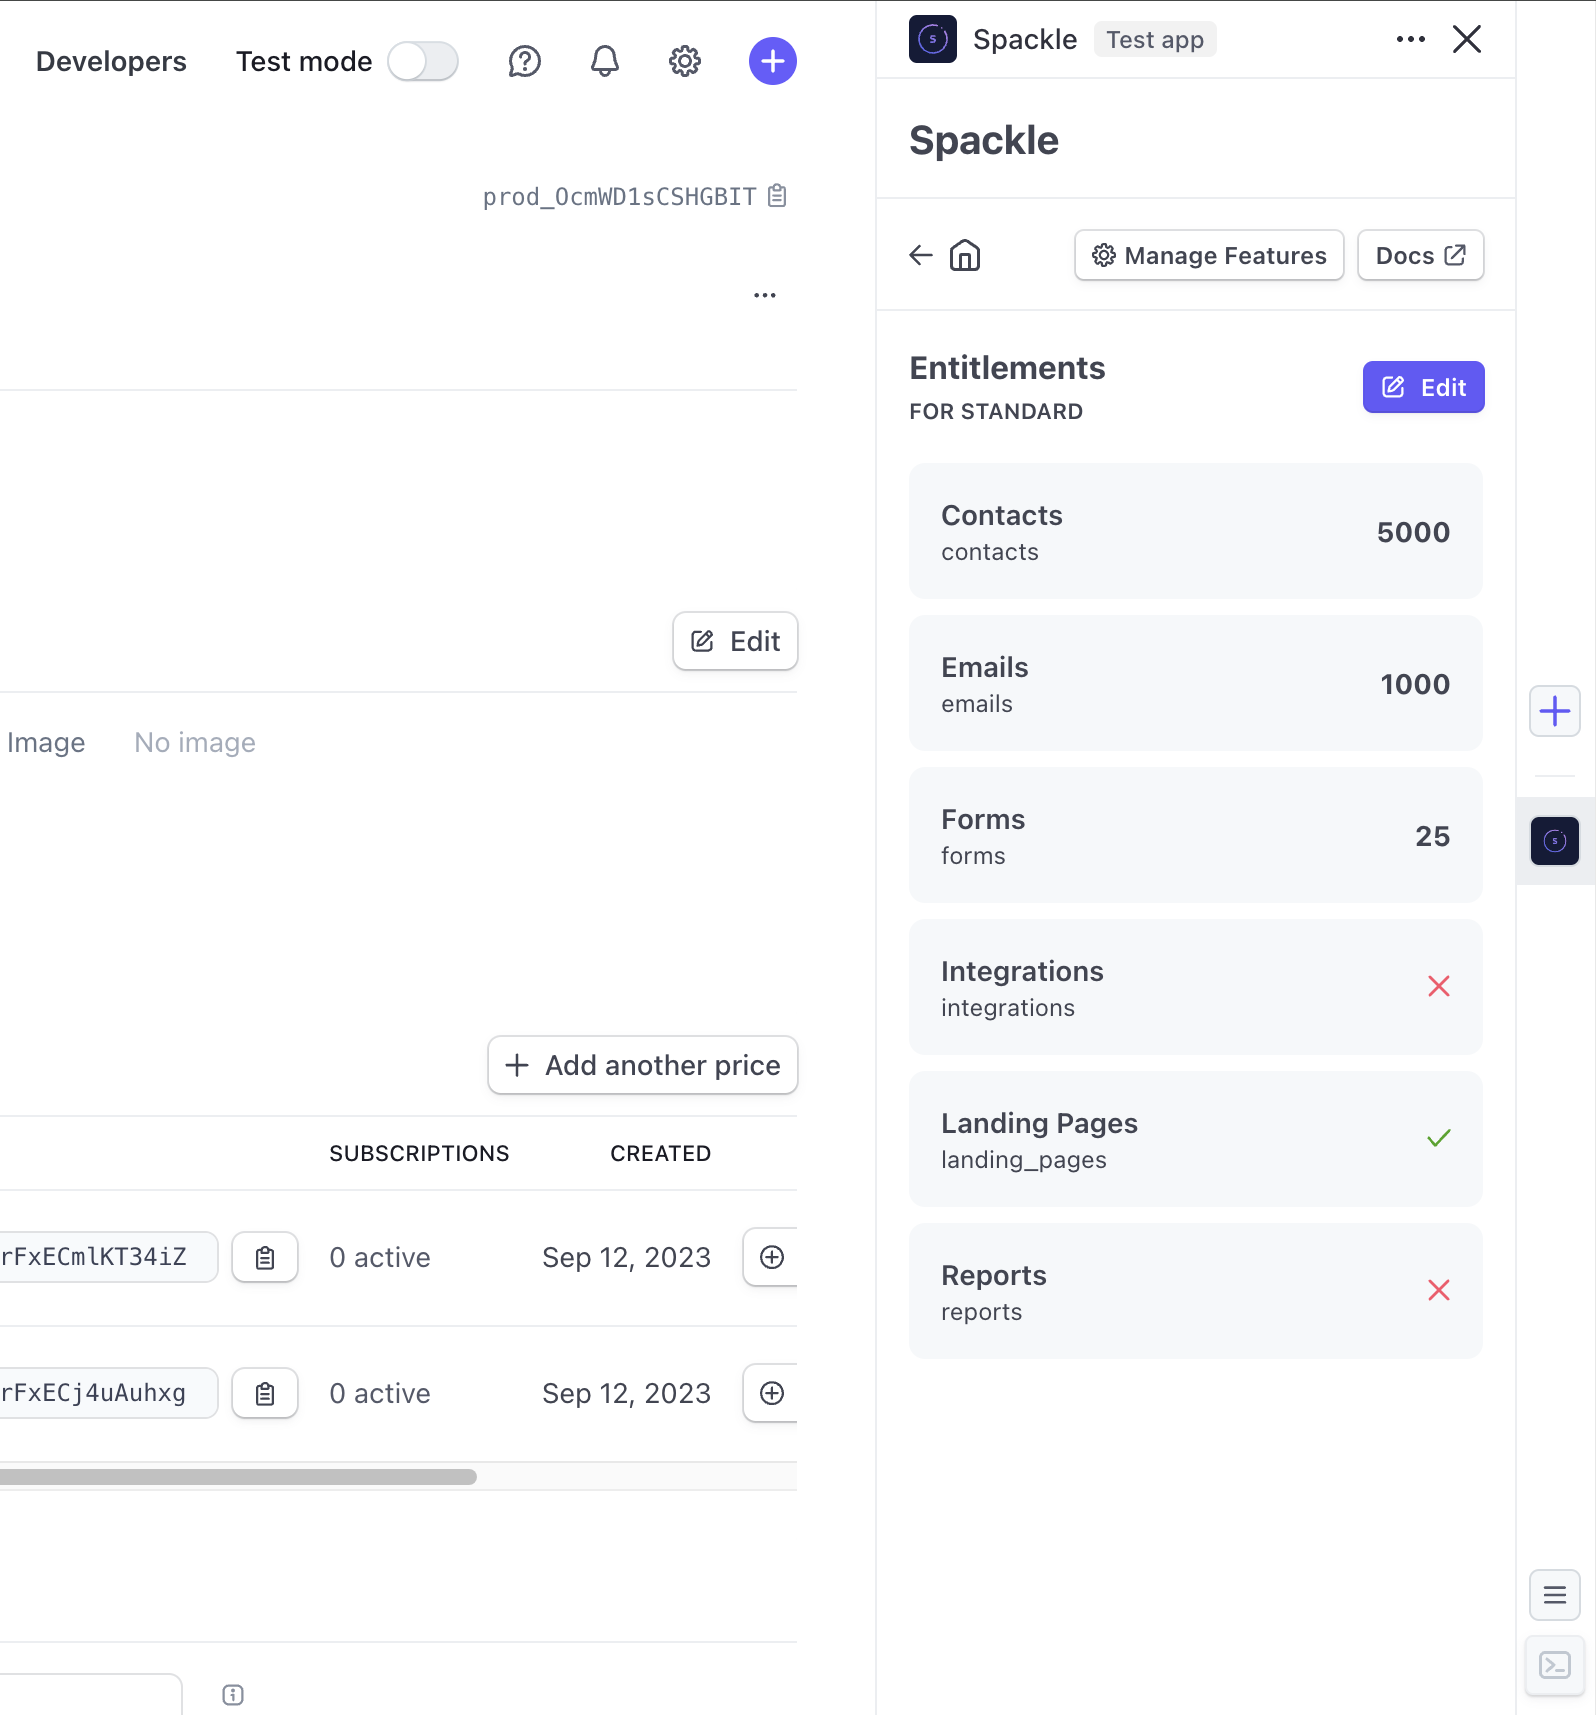 Developers
Test mode
prod_OcmWD1sCSHGBIT
Edit
Image
No image
Add another price
SUBSCRIPTIONS
CREATED
rFxECmlKT34iZ
0 active
Sep 12, 2023
rFxECj4uAuhxg
0 active
Sep 12, 2023
Spackle
Test app
Spackle
Manage Features
Docs
Entitlements
FOR STANDARD
Edit
Contacts
contacts
5000
Emails
emails
1000
Forms
forms
25
Integrations
integrations
Landing Pages
landing_pages
Reports
reports